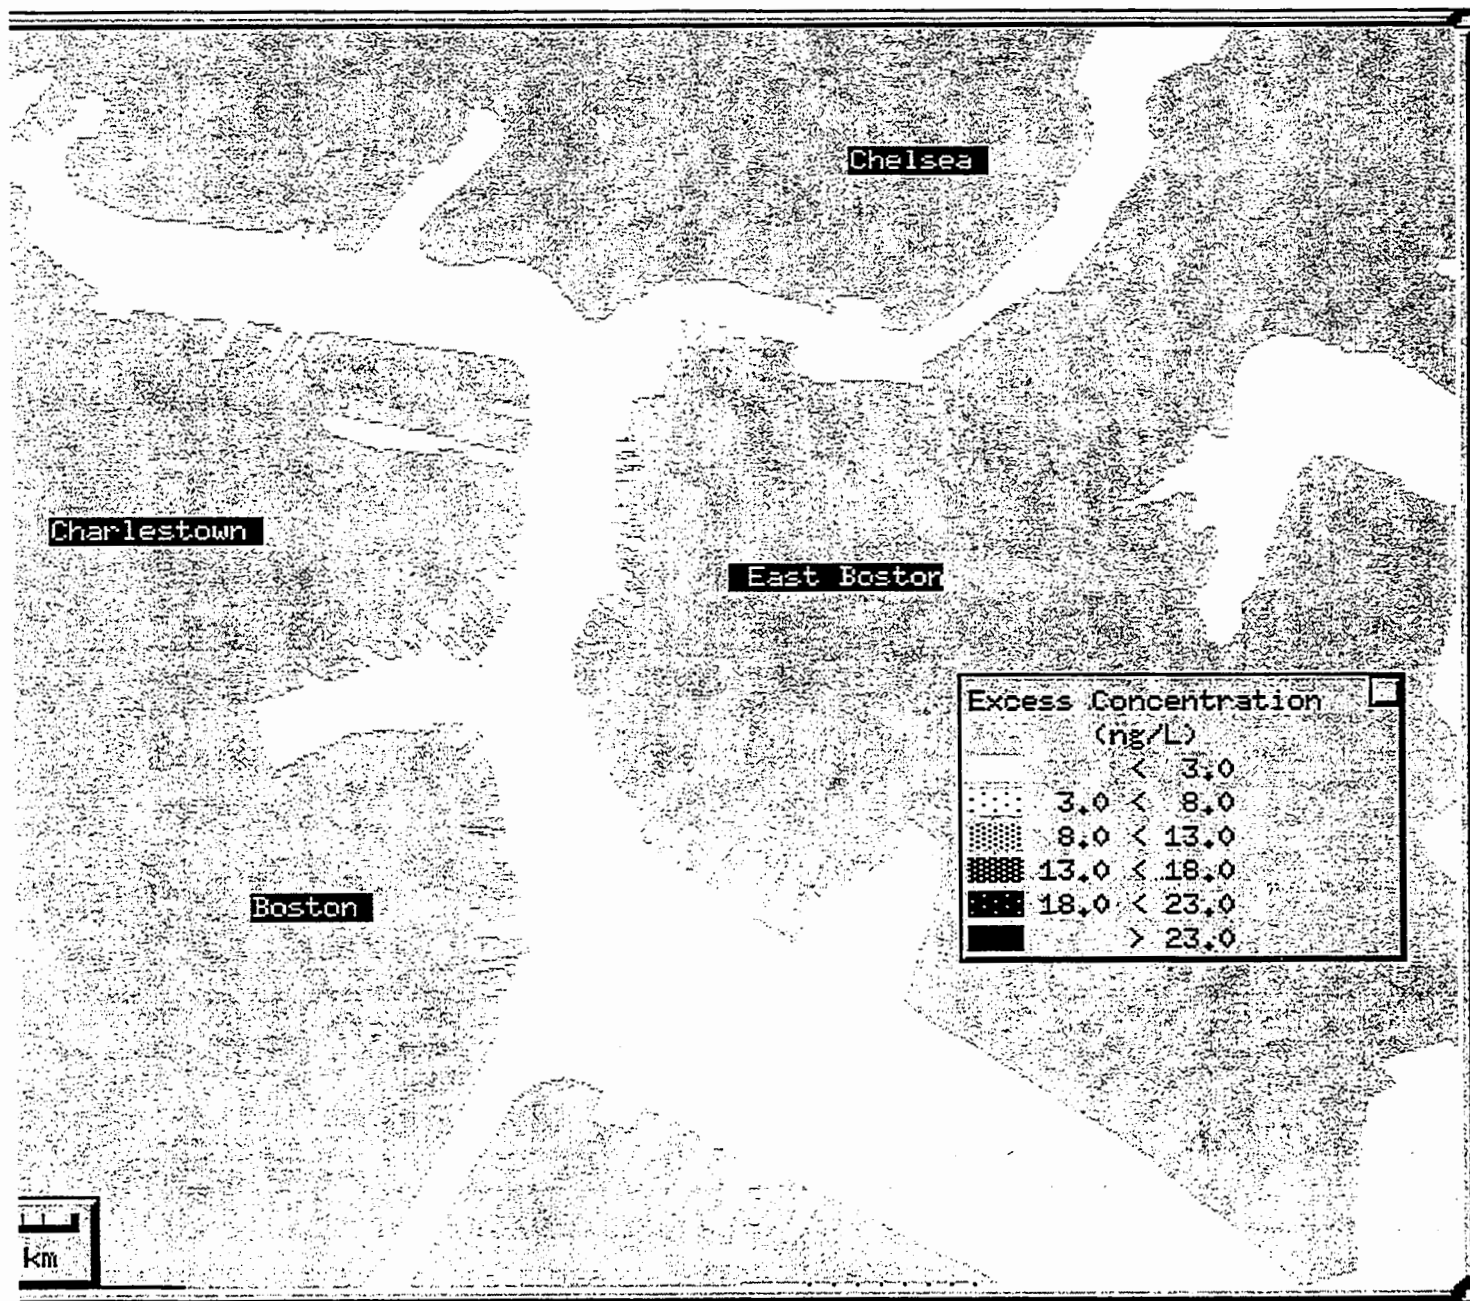 Chelsea
Charlestown
East Boston
Excess Concentration
(ng/L)
< 3.0
3.0 < 8.0
8.0 < 13.0
13.0 < 18.0
18.0 < 23.0
> 23.0
Boston
km